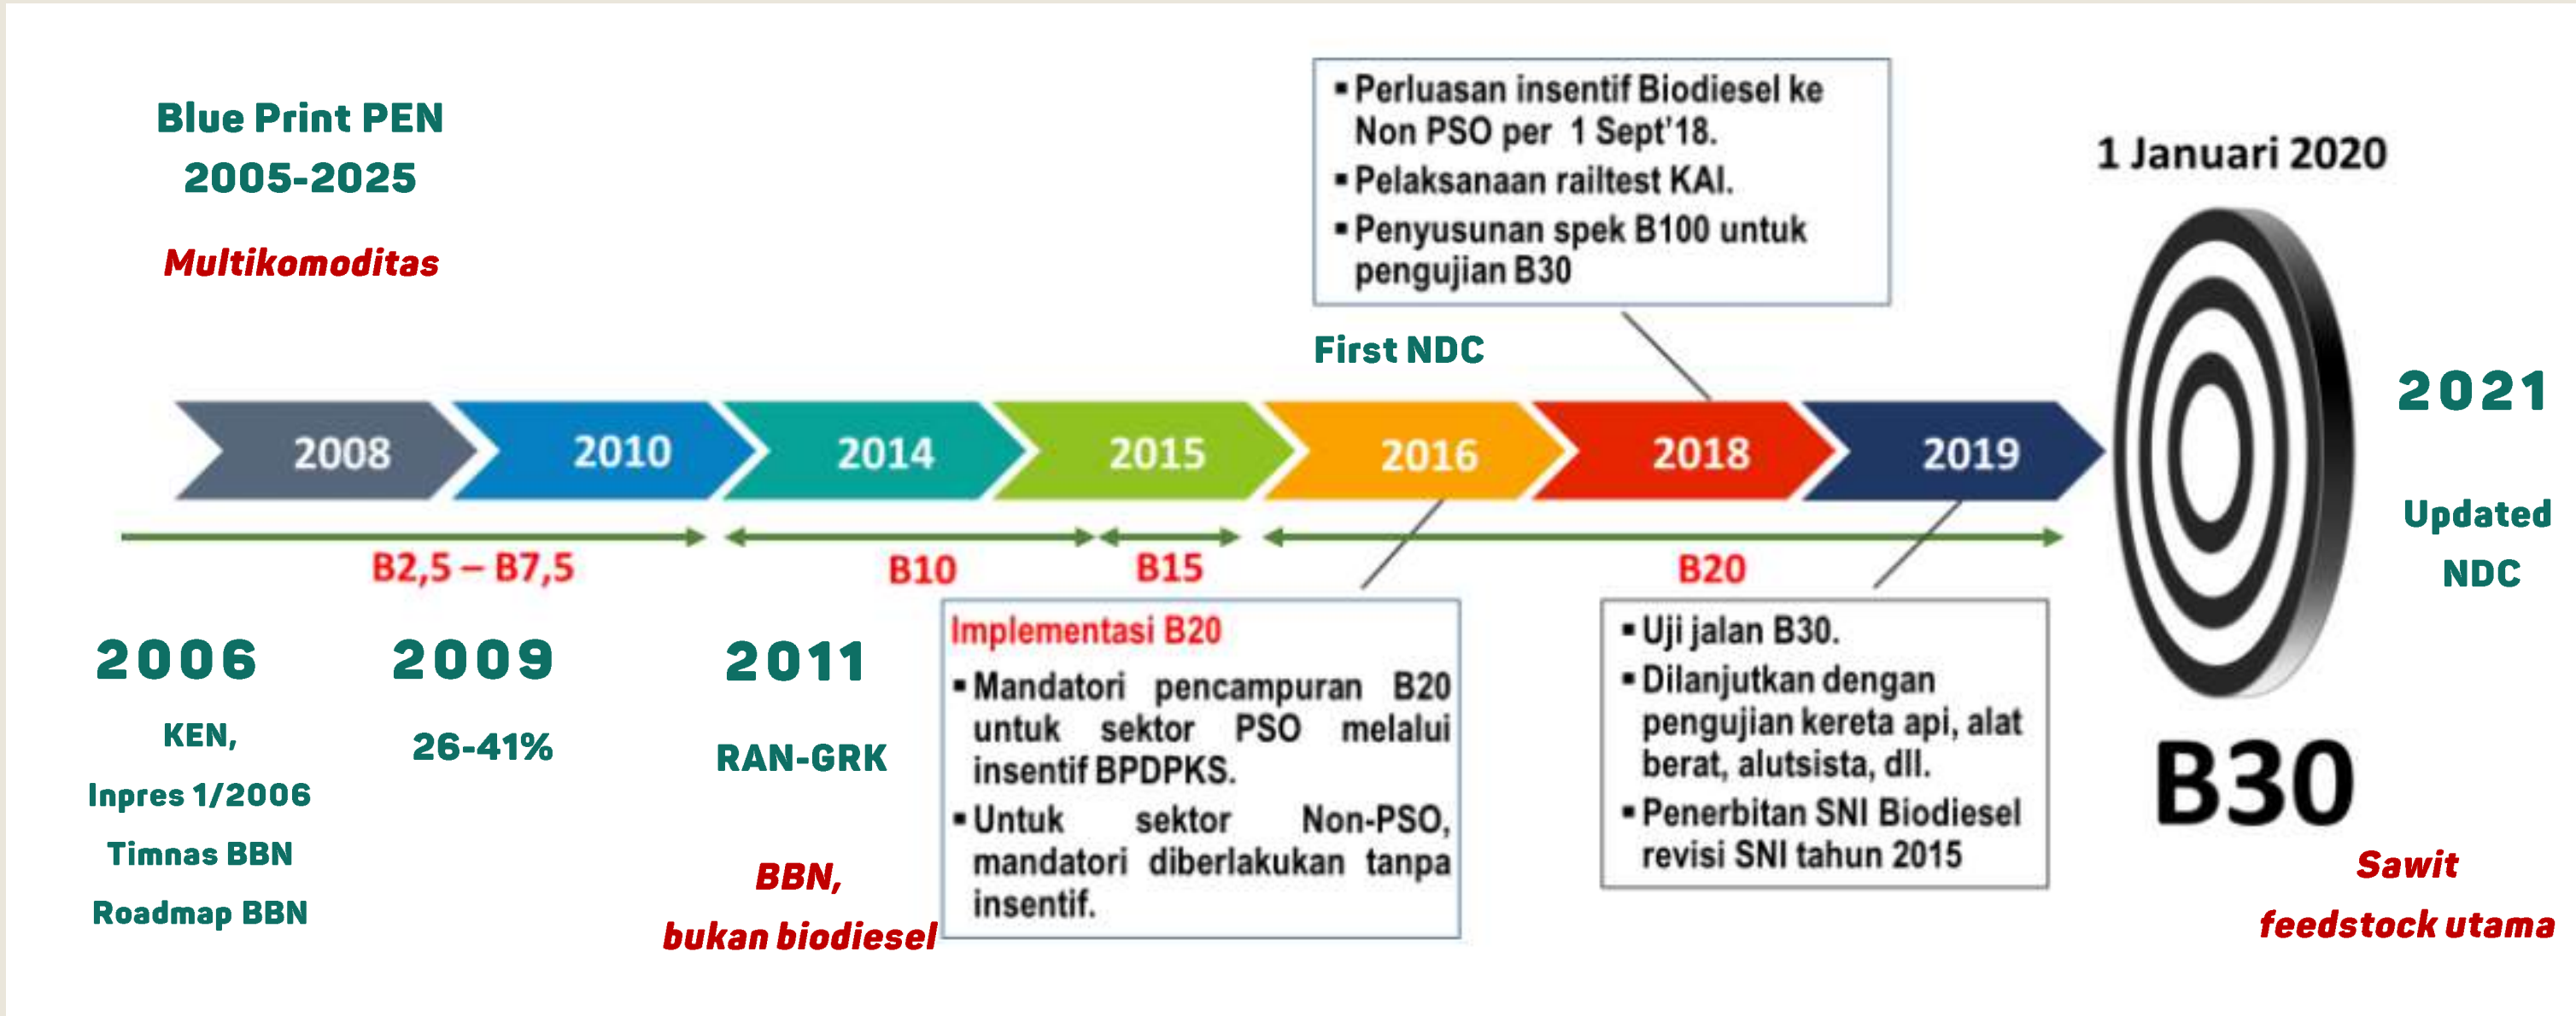 Blue Print PEN
2005-2025
Multikomoditas
▪ Perluasan insentif Biodiesel ke
Non PSO per 1 Sept'18.
▪ Pelaksanaan railtest KAI.
▪ Penyusunan spek B100 untuk
pengujian B30
1 Januari 2020
First NDC
2021
Updated
NDC
2008
2010
2014
2015
2016
2018
2019
B2,5 – B7,5
B10
B15
B20
2006
KEN,
Inpres 1/2006
Timnas BBN
Roadmap BBN
2009
26-41%
2011
RAN-GRK
BBN,
bukan biodiesel
Implementasi B20
▪ Mandatori pencampuran B20
untuk sektor PSO melalui
insentif BPDPKS.
▪ Untuk sektor Non-PSO,
mandatori diberlakukan tanpa
insentif.
▪ Uji jalan B30.
▪ Dilanjutkan dengan
pengujian kereta api, alat
berat, alutsista, dll.
▪ Penerbitan SNI Biodiesel
revisi SNI tahun 2015
B30
Sawit
feedstock utama